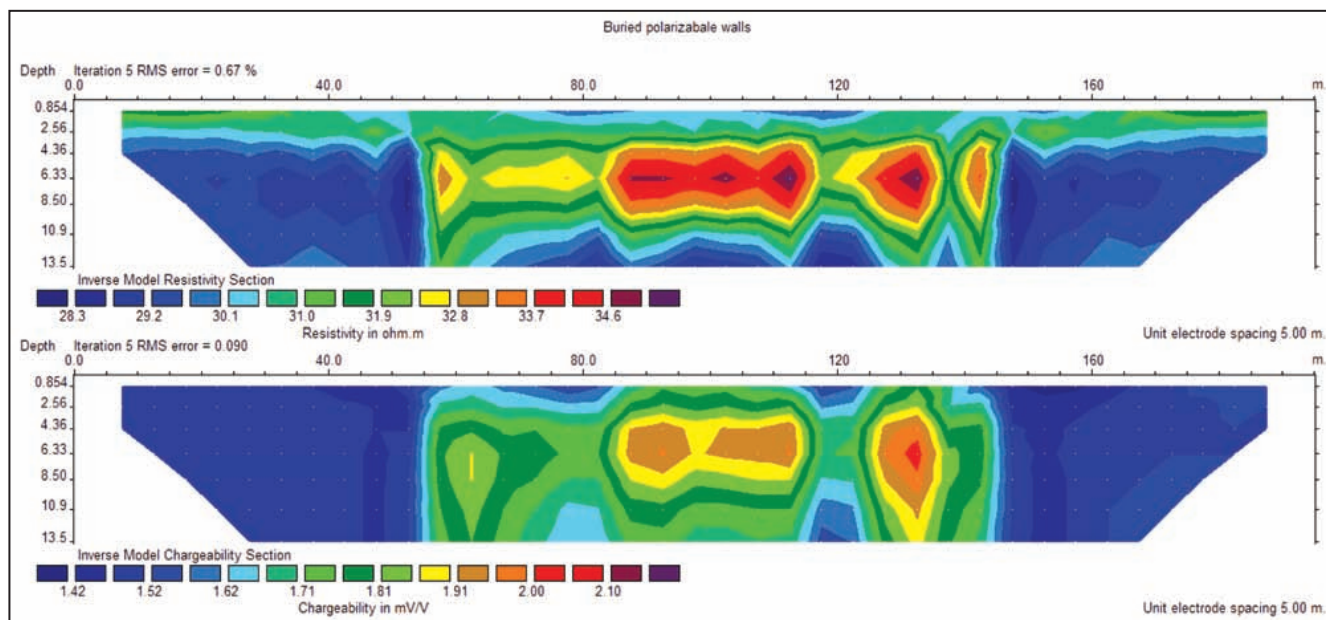 Buried polarizabale walls
Depth Iteration 5 RMS error = 0.67 %
0.0 40.0 80.0 120 160 m.
0.854
2.56
4.36
6.33
8.50
10.9
13.5
Inverse Model Resistivity Section
28.3 29.2 30.1 31.0 31.9 32.8 33.7 34.6
Resistivity in ohm.m Unit electrode spacing 5.00 m.
Depth Iteration 5 RMS error = 0.090
0.0 40.0 80.0 120 160 m.
0.854
2.56
4.36
6.33
8.50
10.9
13.5
Inverse Model Chargeability Section
1.42 1.52 1.62 1.71 1.81 1.91 2.00 2.10
Chargeability in mV/V Unit electrode spacing 5.00 m.